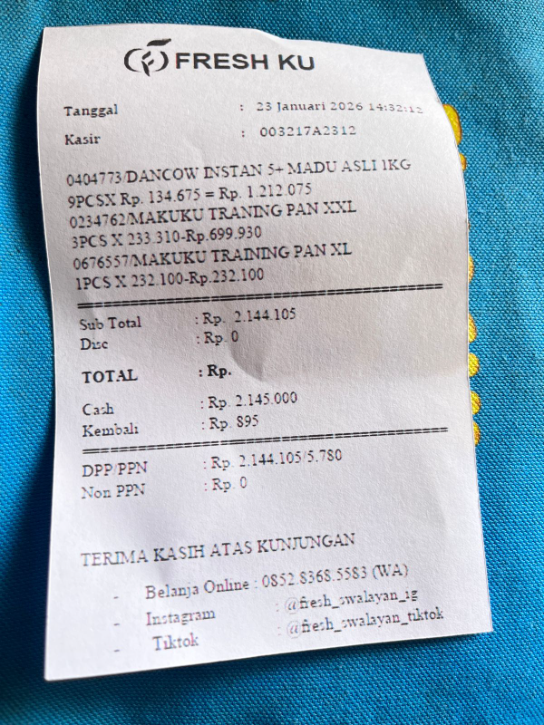 FRESH KU
Tanggal : 23 Januari 2026 14:32:12
Kasir : 003217A2312
0404773/DANCOW INSTAN 5+ MADU ASLI 1KG
9PCSX Rp. 134.675 = Rp. 1.212.075
0234762/MAKUKU TRANING PAN XXL
3PCS X 233.310-Rp.699.930
0676557/MAKUKU TRAINING PAN XL
1PCS X 232.100-Rp.232.100
Sub Total : Rp. 2.144.105
Disc : Rp. 0
TOTAL : Rp.
Cash : Rp. 2.145.000
Kembali : Rp. 895
DPP/PPN : Rp. 2.144.105/5.780
Non PPN : Rp. 0
TERIMA KASIH ATAS KUNJUNGAN
- Belanja Online : 0852.8368.5583 (WA)
- Instagram : @fresh_swalayan_ig
- Tiktok : @fresh_swalayan_tiktok